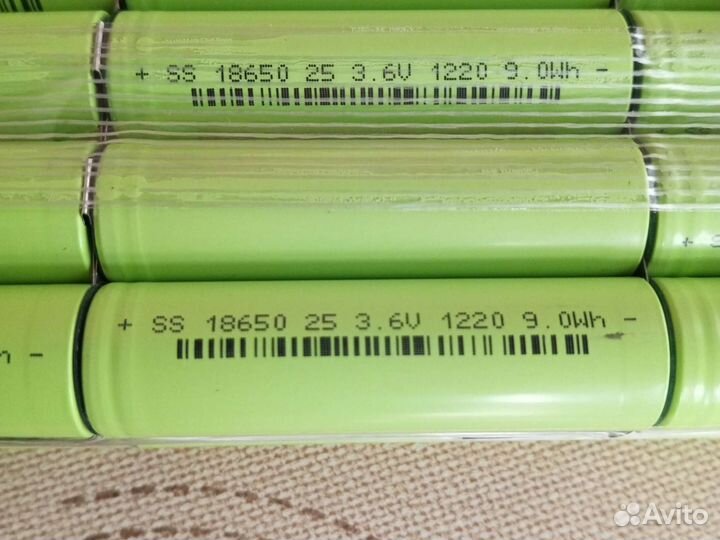 + SS 18650 25 3.6V 1220 9.0Wh -
+ S
+ SS 18650 25 3.6V 1220 9.0Wh -
h -
Avito